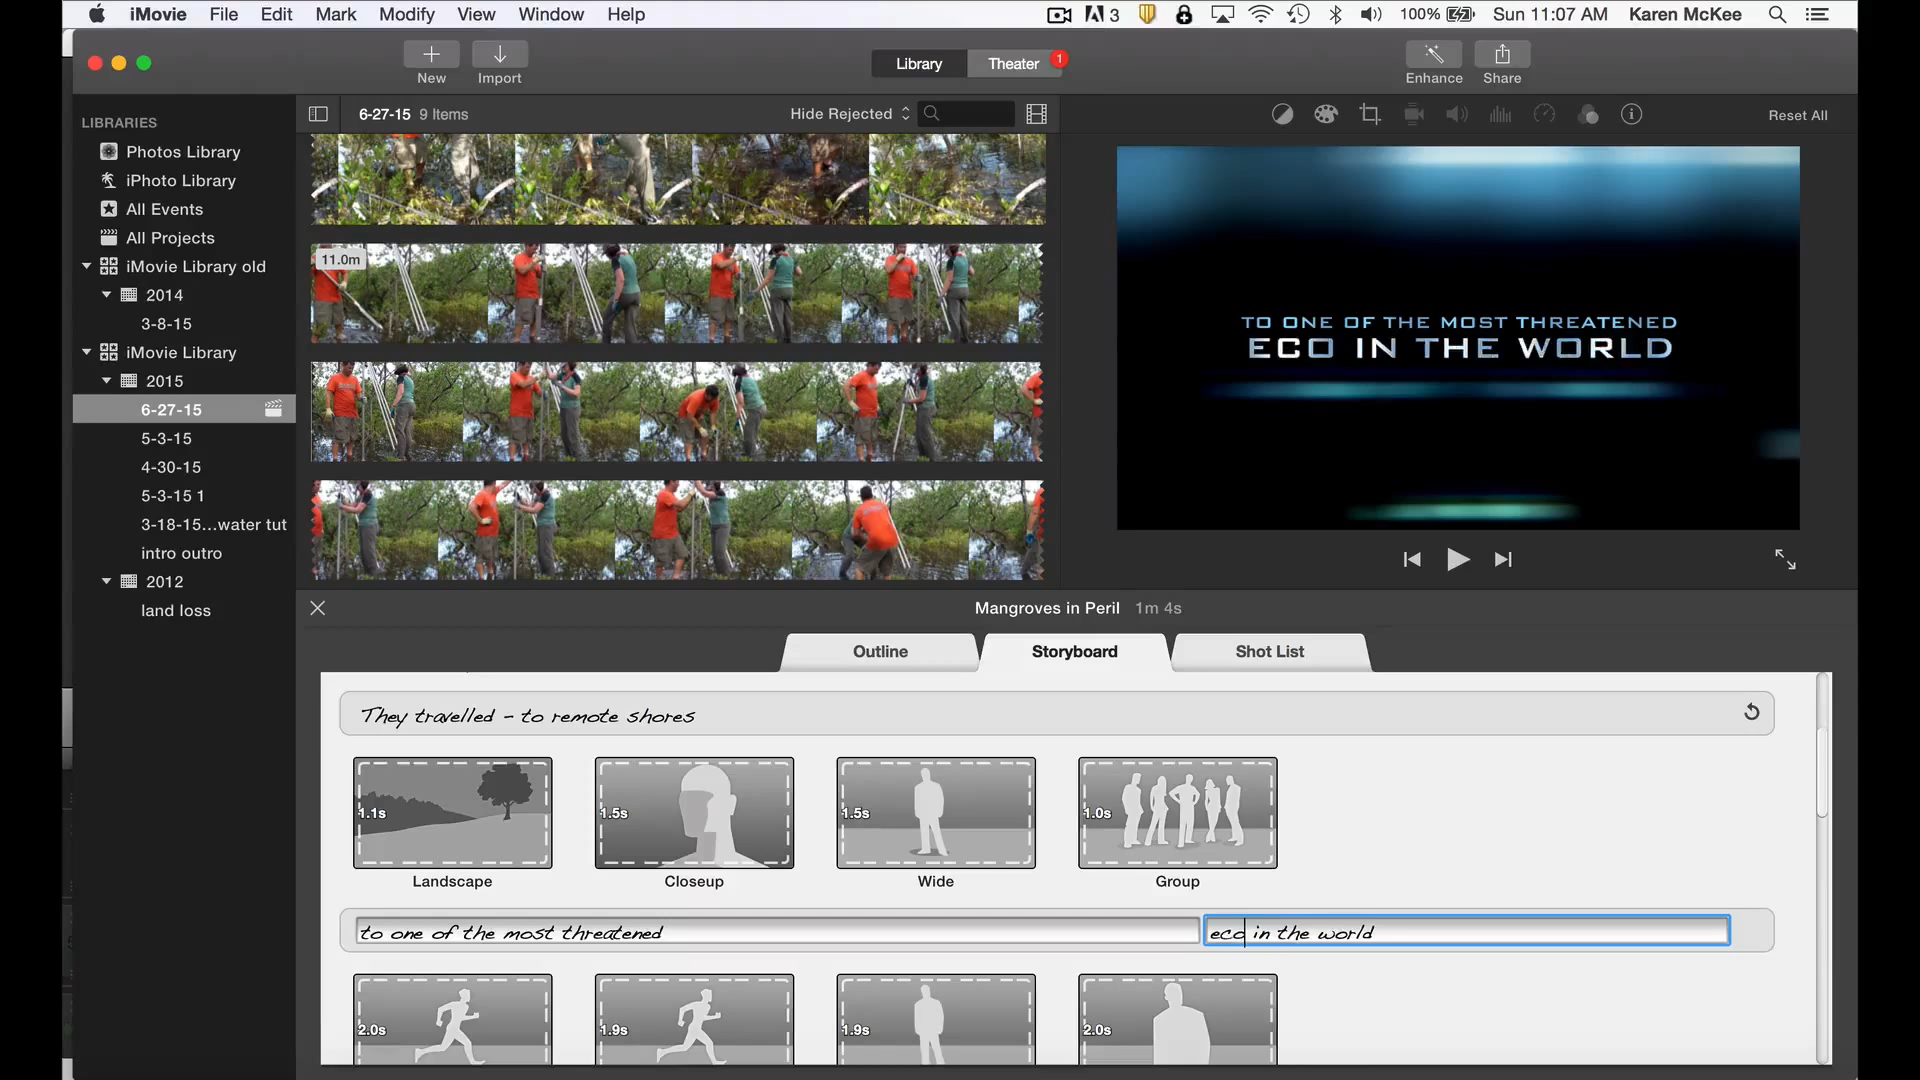 iMovie File Edit Mark Modify View Window Help
3 100% Sun 11:07 AM Karen McKee
New Import Library Theater 1 Enhance Share
LIBRARIES
Photos Library
iPhoto Library
All Events
All Projects
iMovie Library old
2014
3-8-15
iMovie Library
2015
6-27-15
5-3-15
4-30-15
5-3-15 1
3-18-15...water tut
intro outro
2012
land loss
6-27-15 9 Items Hide Rejected
11.0m
Reset All
TO ONE OF THE MOST THREATENED
ECO IN THE WORLD
Mangroves in Peril 1m 4s
Outline Storyboard Shot List
They travelled - to remote shores
1.1s 1.5s 1.5s 1.0s
Landscape Closeup Wide Group
to one of the most threatened eco in the world
2.0s 1.9s 1.9s 2.0s